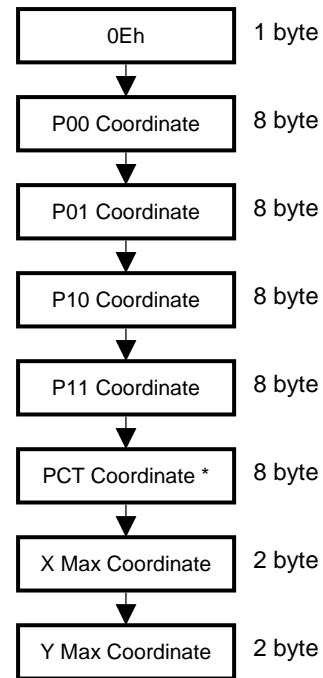 0Eh 1 byte
P00 Coordinate 8 byte
P01 Coordinate 8 byte
P10 Coordinate 8 byte
P11 Coordinate 8 byte
PCT Coordinate * 8 byte
X Max Coordinate 2 byte
Y Max Coordinate 2 byte